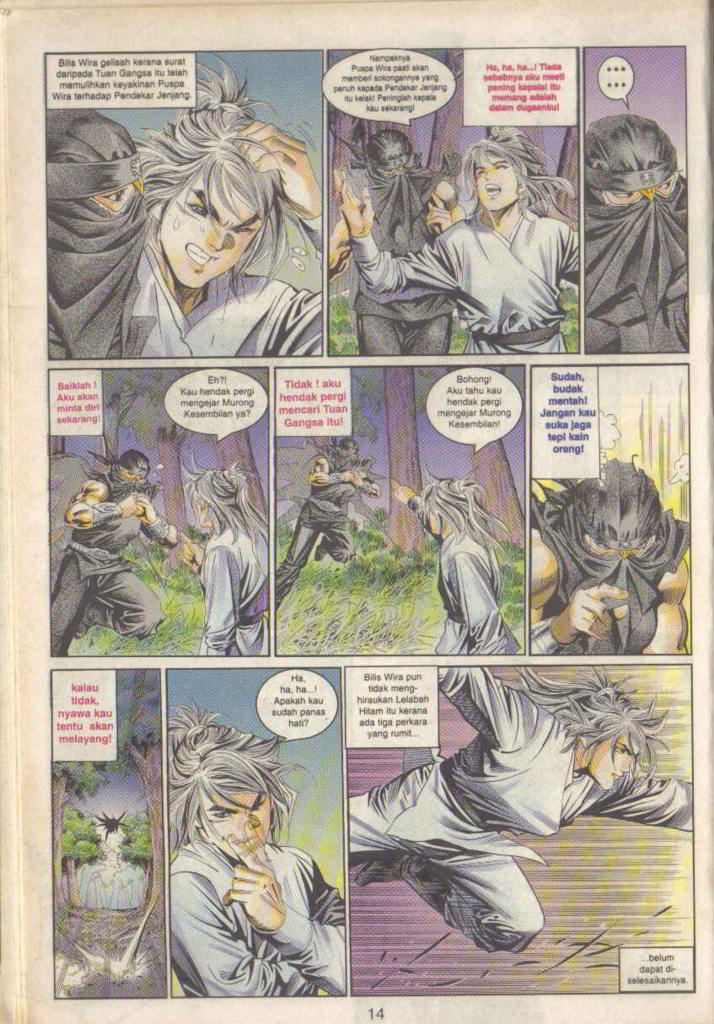 Bilis Wira gelisah kerana surat
daripada Tuan Gangsa itu telah
memulihkan keyakinan Puspa
Wira terhadap Pendekar Jenjang.
Nampaknya
Puspa Wira pasti akan
memberi sokongannya yang
penuh kepada Pendekar Jenjang
itu kelak! Peninglah kepala
kau sekarang!
Ha, ha, ha...! Tiada
sebabnya aku mesti
pening kepala! Itu
memang adalah
dalam dugaanku!
•••
•••
Baiklah !
Aku akan
minta diri
sekarang!
Eh?!
Kau hendak pergi
mengejar Murong
Kesembilan ya?
Tidak ! aku
hendak pergi
mencari Tuan
Gangsa itu!
Bohong!
Aku tahu kau
hendak pergi
mengejar Murong
Kesembilan!
Sudah,
budak
mentah!
Jangan kau
suka jaga
tepi kain
orang!
kalau
tidak,
nyawa kau
tentu akan
melayang!
Ha,
ha, ha...!
Apakah kau
sudah panas
hati?
Bilis Wira pun
tidak meng-
hiraukan Lelabah
Hitam itu kerana
ada tiga perkara
yang rumit...
...belum
dapat di-
selesaikannya.
14